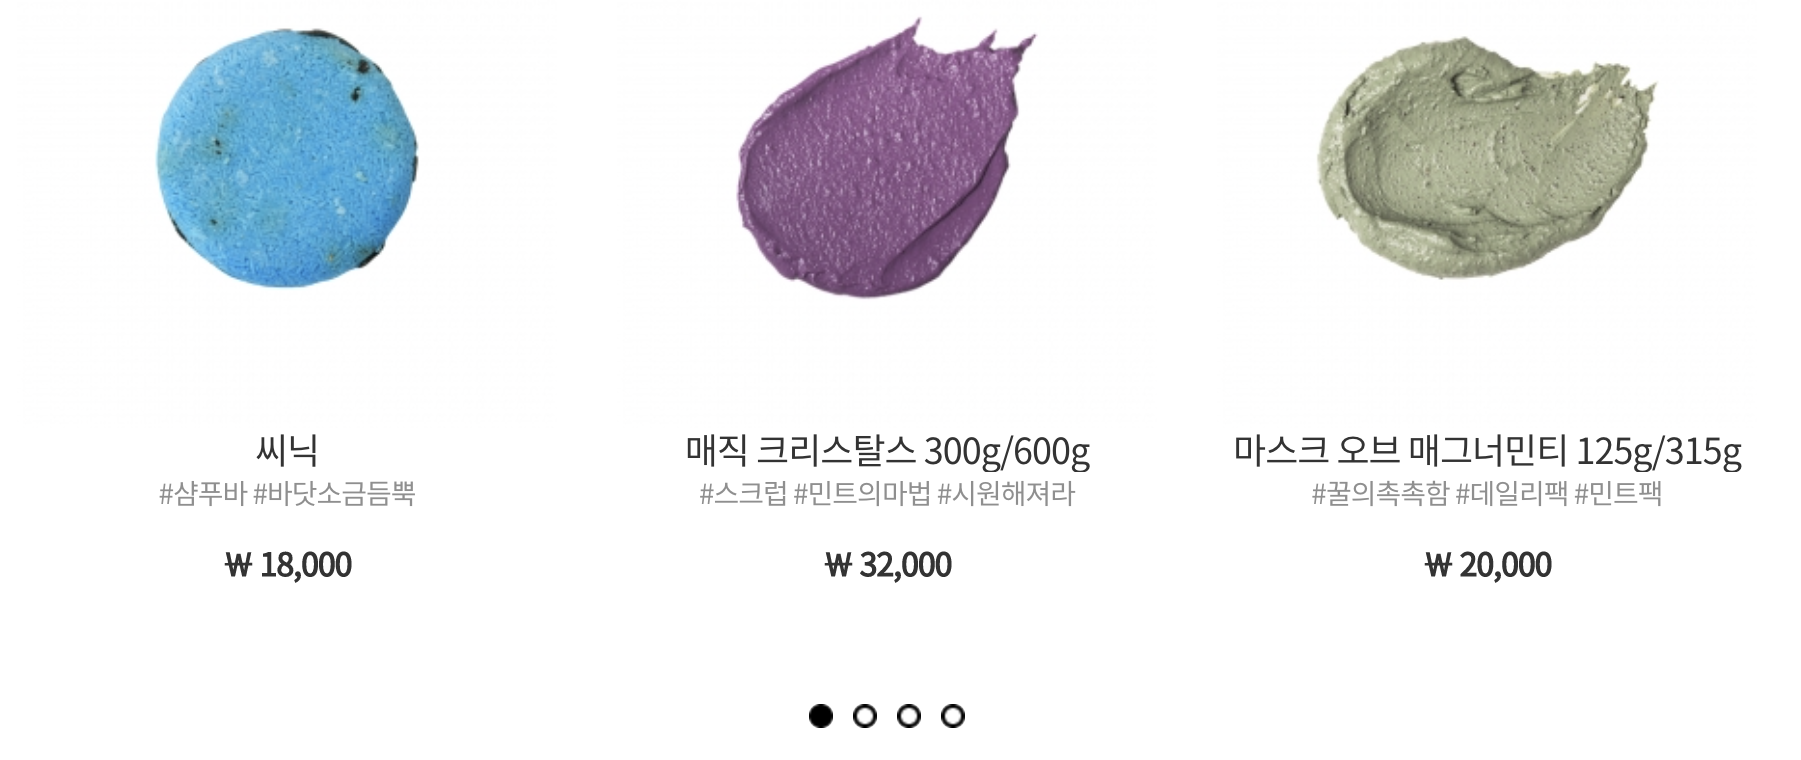 씨닉
#샴푸바 #바닷소금듬뿍
₩ 18,000
매직 크리스탈스 300g/600g
#스크럽 #민트의마법 #시원해져라
₩ 32,000
마스크 오브 매그너민티 125g/315g
#꿀의촉촉함 #데일리팩 #민트팩
₩ 20,000